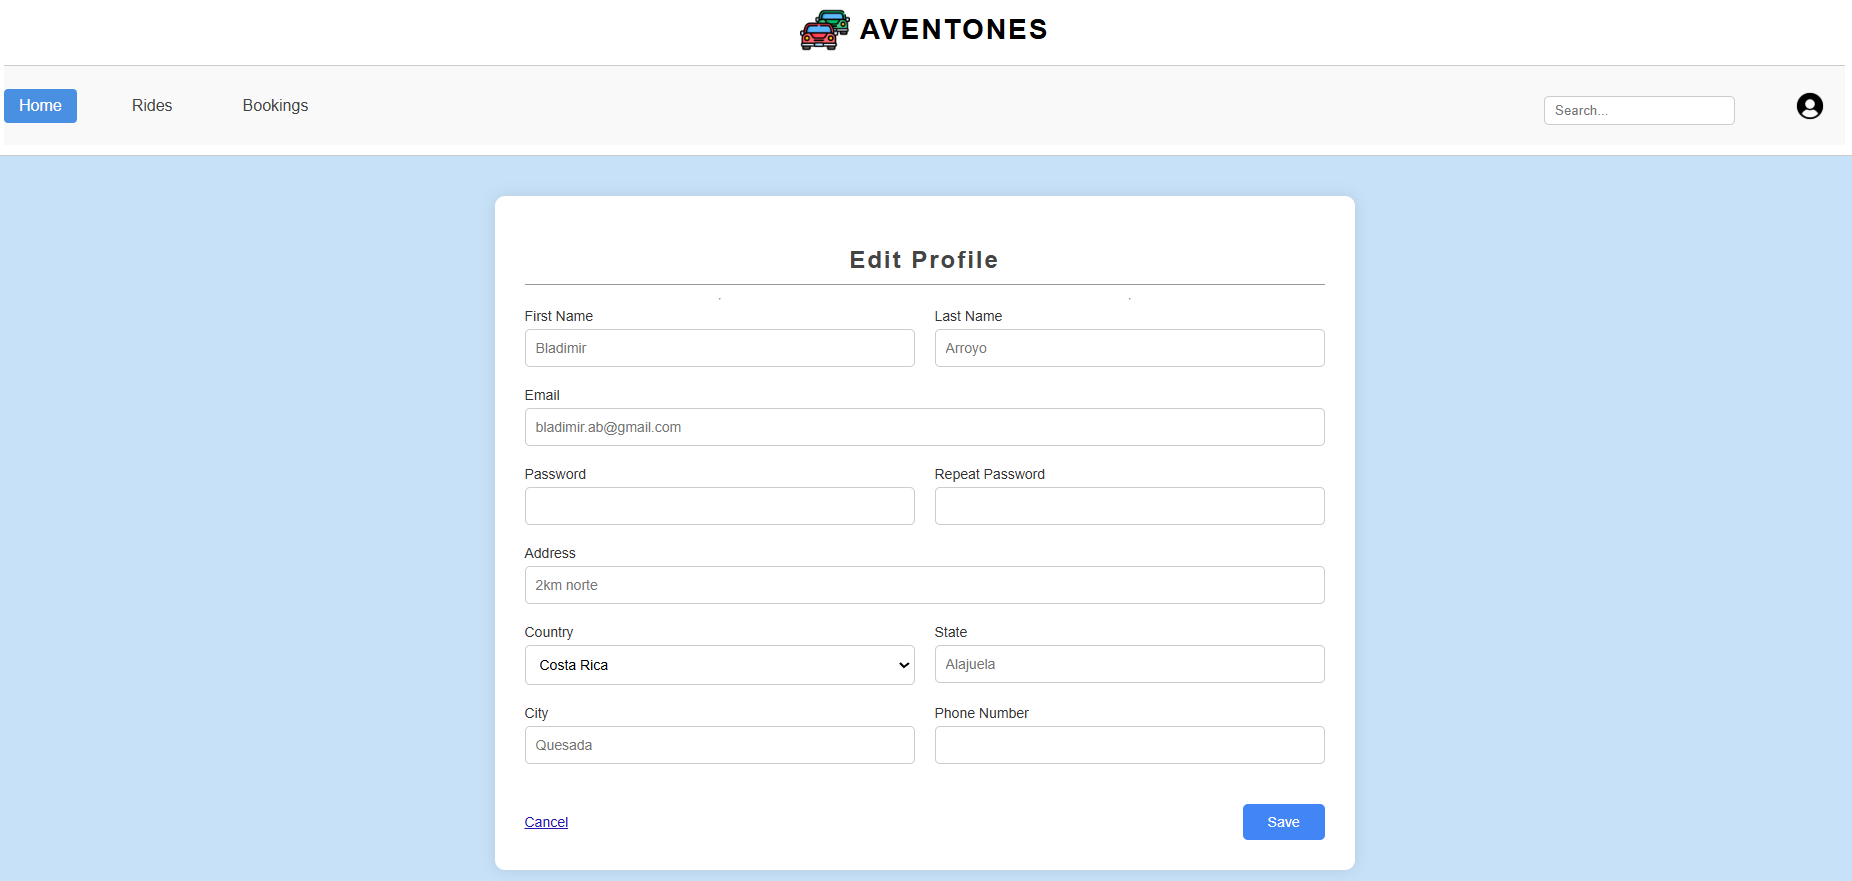 AVENTONES
Home Rides Bookings Search...
Edit Profile
First Name Last Name
Bladimir Arroyo
Email
bladimir.ab@gmail.com
Password Repeat Password
Address
2km norte
Country State
Costa Rica Alajuela
City Phone Number
Quesada
Cancel Save